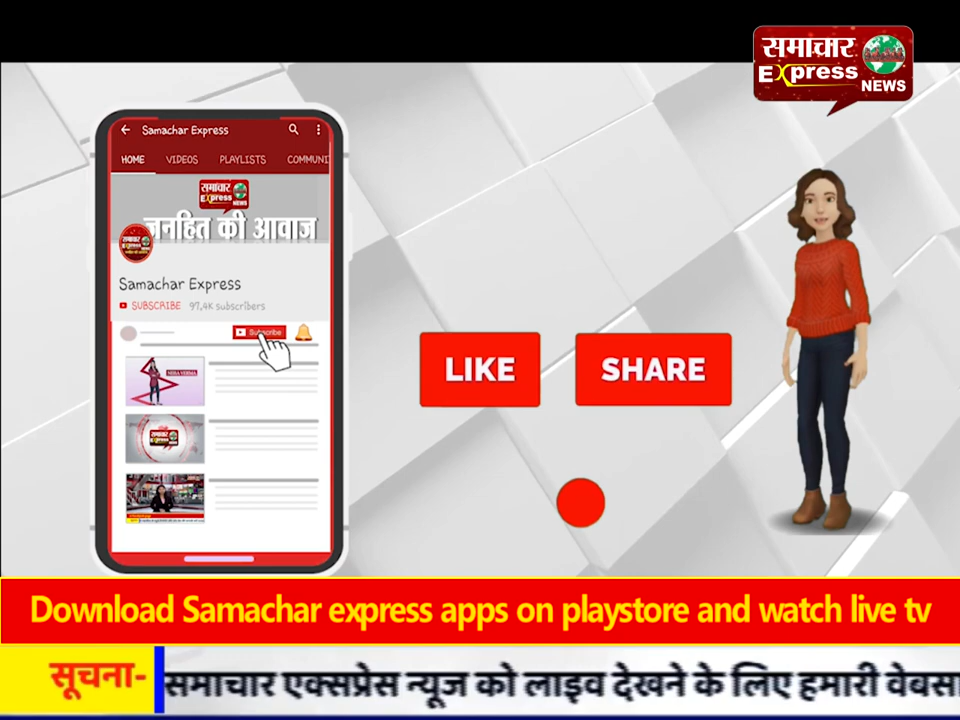 समाचार
Express
NEWS
Samachar Express
HOME VIDEOS PLAYLISTS COMMUNI
समाचार
Express
NEWS
जनहित की आवाज
Samachar Express
SUBSCRIBE 97.4K subscribers
Subscribe
LIKE SHARE
Download Samachar express apps on playstore and watch live tv
सूचना- समाचार एक्सप्रेस न्यूज को लाइव देखने के लिए हमारी वेबसा